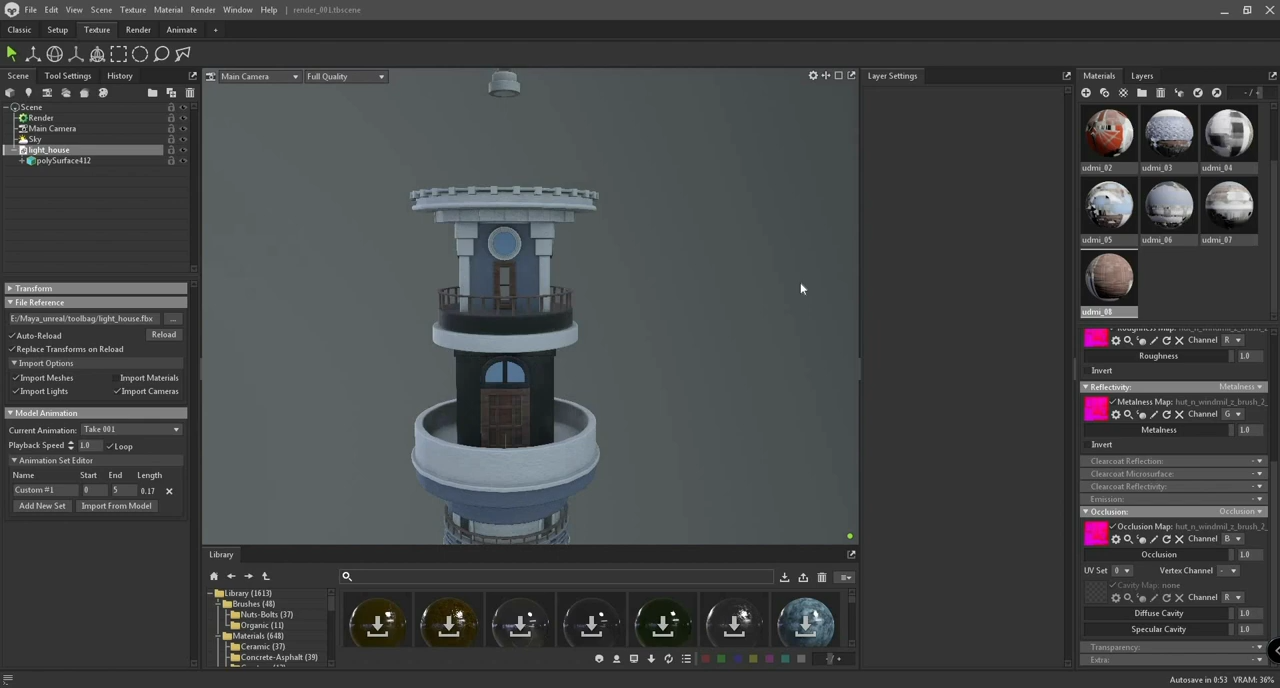 File Edit View Scene Texture Material Render Window Help render_001.tbscene
Classic Setup Texture Render Animate +
Scene Tool Settings History
Main Camera Full Quality
Layer Settings
Materials Layers
Scene
Render
Main Camera
Sky
light_house
polySurface412
Transform
File Reference
E:/Maya_unreal/toolbag/light_house.fbx ...
Auto-Reload Reload
Replace Transforms on Reload
Import Options
Import Meshes Import Materials
Import Lights Import Cameras
Model Animation
Current Animation: Take 001
Playback Speed 1.0 Loop
Animation Set Editor
Name Start End Length
Custom #1 0 5 0.17
Add New Set Import From Model
Library
Library (1613)
Brushes (48)
Nuts-Bolts (37)
Organic (11)
Materials (648)
Ceramic (37)
Concrete-Asphalt (39)
udmi_02 udmi_03 udmi_04
udmi_05 udmi_06 udmi_07
udmi_08
Roughness Map: hut_n_windmil_z_brush_2_
Channel R
Roughness 1.0
Invert
Reflectivity: Metalness
Metalness Map: hut_n_windmil_z_brush_2_
Channel G
Metalness 1.0
Invert
Clearcoat Reflection:
Clearcoat Microsurface:
Clearcoat Reflectivity:
Emission:
Occlusion: Occlusion
Occlusion Map: hut_n_windmil_z_brush_2_
Channel B
Occlusion 1.0
UV Set 0 Vertex Channel -
Cavity Map: none
Channel R
Diffuse Cavity 1.0
Specular Cavity 1.0
Transparency:
Extra:
Autosave in 0:53 VRAM: 36%